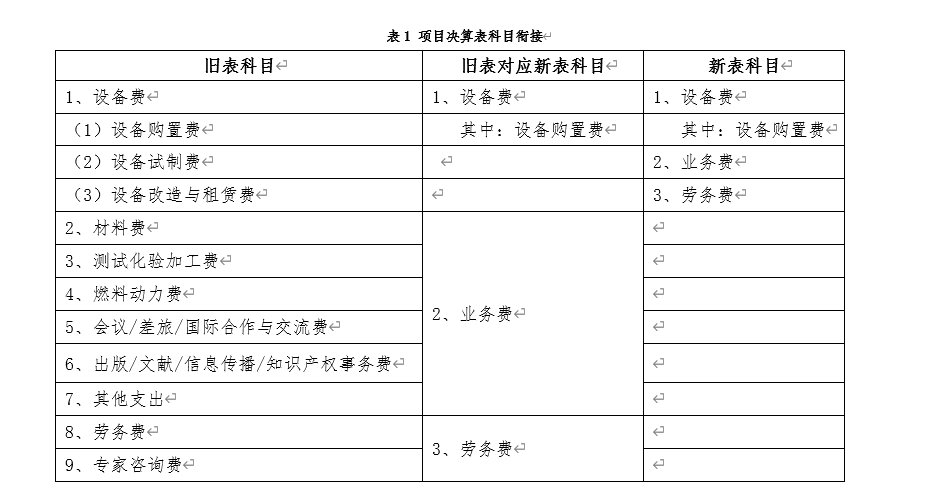 表1 项目决算表科目衔接
旧表科目 旧表对应新表科目 新表科目
1、设备费 1、设备费 1、设备费
（1）设备购置费 其中：设备购置费 其中：设备购置费
（2）设备试制费 2、业务费
（3）设备改造与租赁费 3、劳务费
2、材料费
3、测试化验加工费
4、燃料动力费
2、业务费
5、会议/差旅/国际合作与交流费
6、出版/文献/信息传播/知识产权事务费
7、其他支出
8、劳务费
3、劳务费
9、专家咨询费